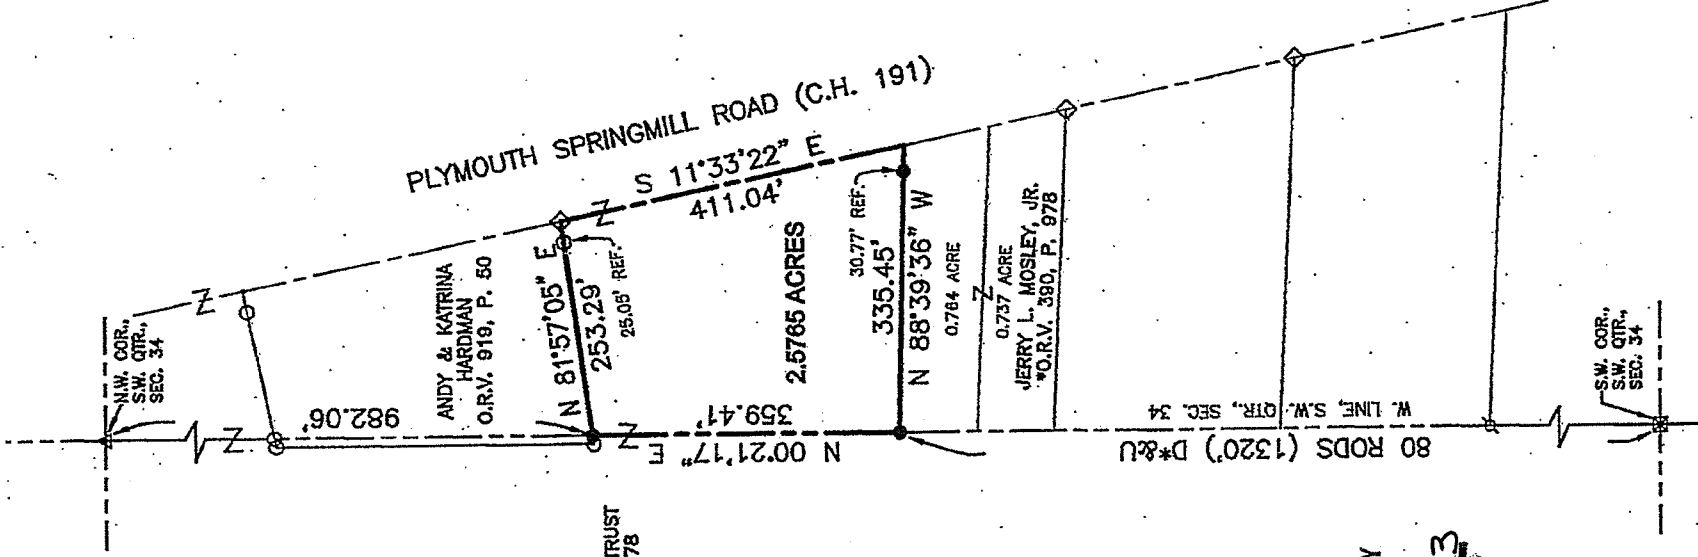 PLYMOUTH SPRINGMILL ROAD (C.H. 191)
S 11°33'22" E
411.04'
N.W. COR.,
S.W. QTR.,
SEC. 34
982.06'
ANDY & KATRINA
HARDMAN
O.R.V. 919, P. 50
N 81°57'05" E
253.29'
25.05' REF.
2.5765 ACRES
359.41'
N 00°21'17" E
30.77' REF.
335.45'
N 88°39'36" W
0.764 ACRE
0.737 ACRE
JERRY L. MOSLEY, JR.
*O.R.V. 390, P. 978
W. LINE, S.W. QTR., SEC. 34
80 RODS (1320') D*&U
S.W. COR.,
S.W. QTR.,
SEC. 34
TRUST
78
Y
3